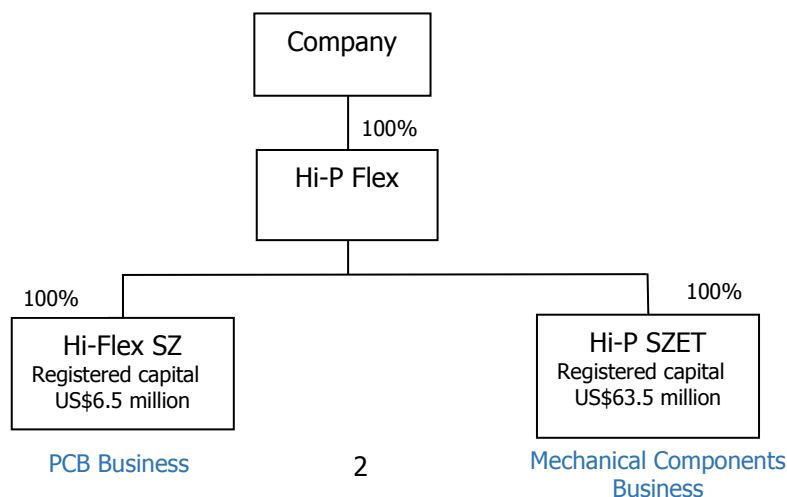 Company
100%
Hi-P Flex
100%
100%
Hi-Flex SZ
Registered capital
US$6.5 million
Hi-P SZET
Registered capital
US$63.5 million
PCB Business
2
Mechanical Components
Business